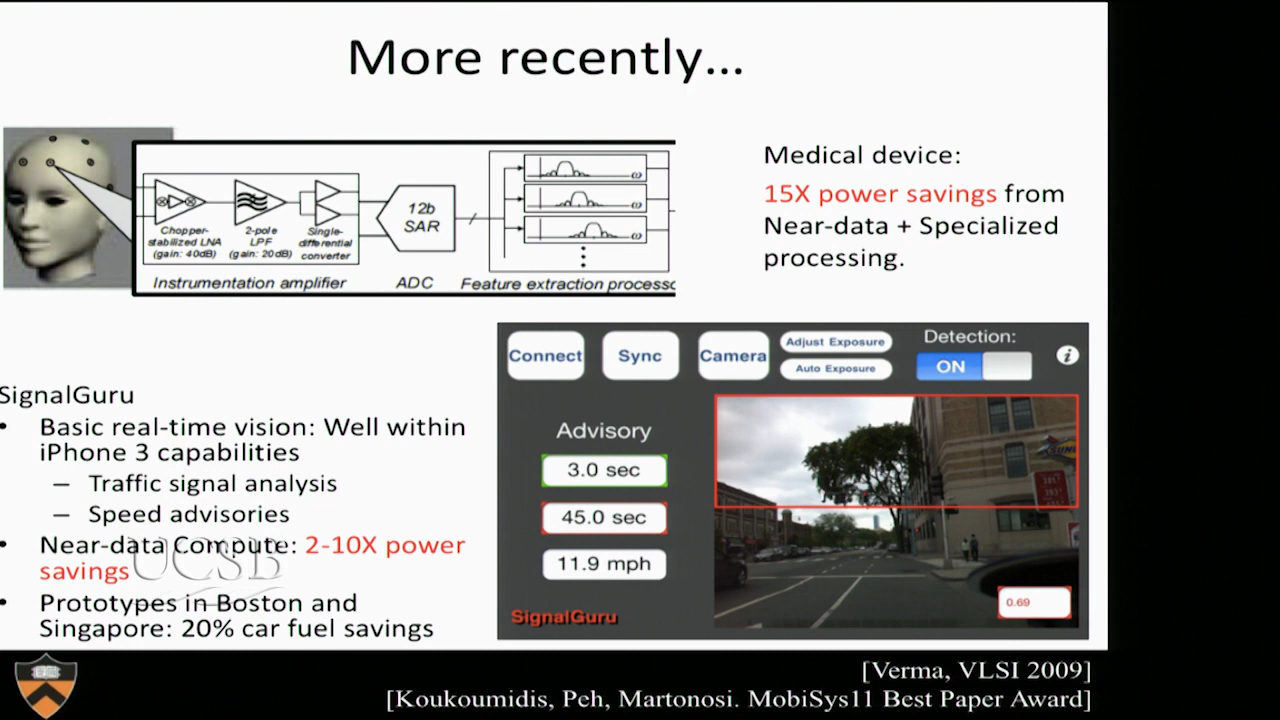 More recently...
Chopper-
stabilized LNA
(gain: 40dB)
2-pole
LPF
(gain: 20dB)
Single-
differential
converter
Instrumentation amplifier
12b
SAR
ADC
ω
ω
ω
Feature extraction processo
Medical device:
15X power savings from
Near-data + Specialized
processing.
SignalGuru
• Basic real-time vision: Well within
iPhone 3 capabilities
– Traffic signal analysis
– Speed advisories
• Near-data Compute: 2-10X power
savings
• Prototypes in Boston and
Singapore: 20% car fuel savings
UCSB
Connect
Sync
Camera
Adjust Exposure
Auto Exposure
Detection:
ON
i
Advisory
3.0 sec
45.0 sec
11.9 mph
SignalGuru
0.69
[Verma, VLSI 2009]
[Koukoumidis, Peh, Martonosi. MobiSys11 Best Paper Award]